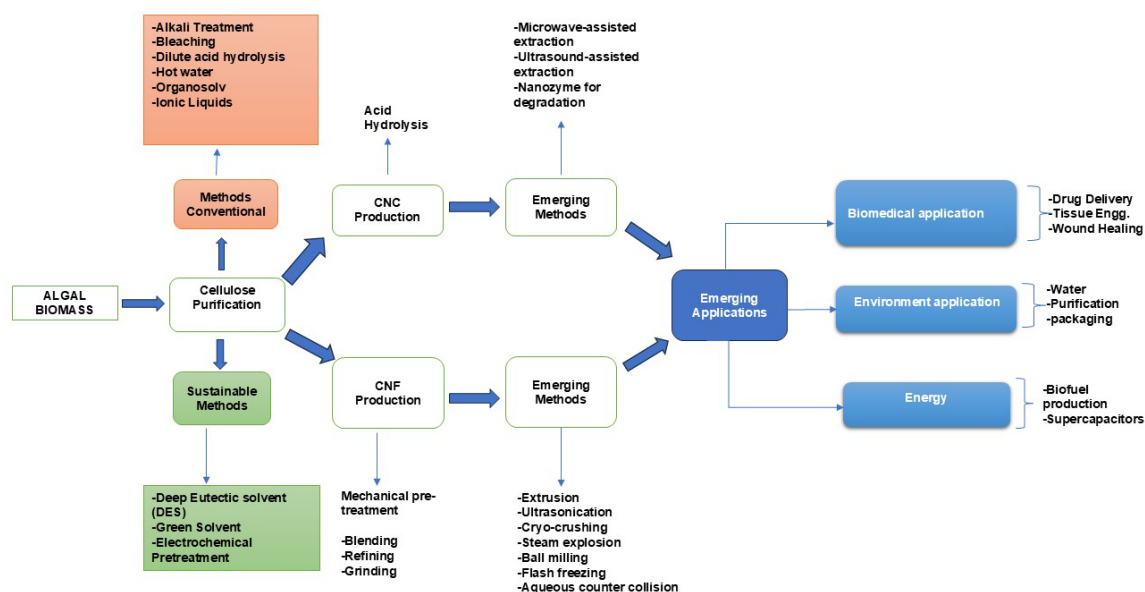 -Alkali Treatment
-Bleaching
-Dilute acid hydrolysis
-Hot water
-Organosolv
-Ionic Liquids
-Microwave-assisted
extraction
-Ultrasound-assisted
extraction
-Nanozyme for
degradation
Acid
Hydrolysis
Methods
Conventional
CNC
Production
Emerging
Methods
Biomedical application
-Drug Delivery
-Tissue Engg.
-Wound Healing
ALGAL
BIOMASS
Cellulose
Purification
Emerging
Applications
Environment application
-Water
-Purification
-packaging
Sustainable
Methods
CNF
Production
Emerging
Methods
Energy
-Biofuel
production
-Supercapacitors
-Deep Eutectic solvent
(DES)
-Green Solvent
-Electrochemical
Pretreatment
Mechanical pre-
treatment
-Blending
-Refining
-Grinding
-Extrusion
-Ultrasonication
-Cryo-crushing
-Steam explosion
-Ball milling
-Flash freezing
-Aqueous counter collision